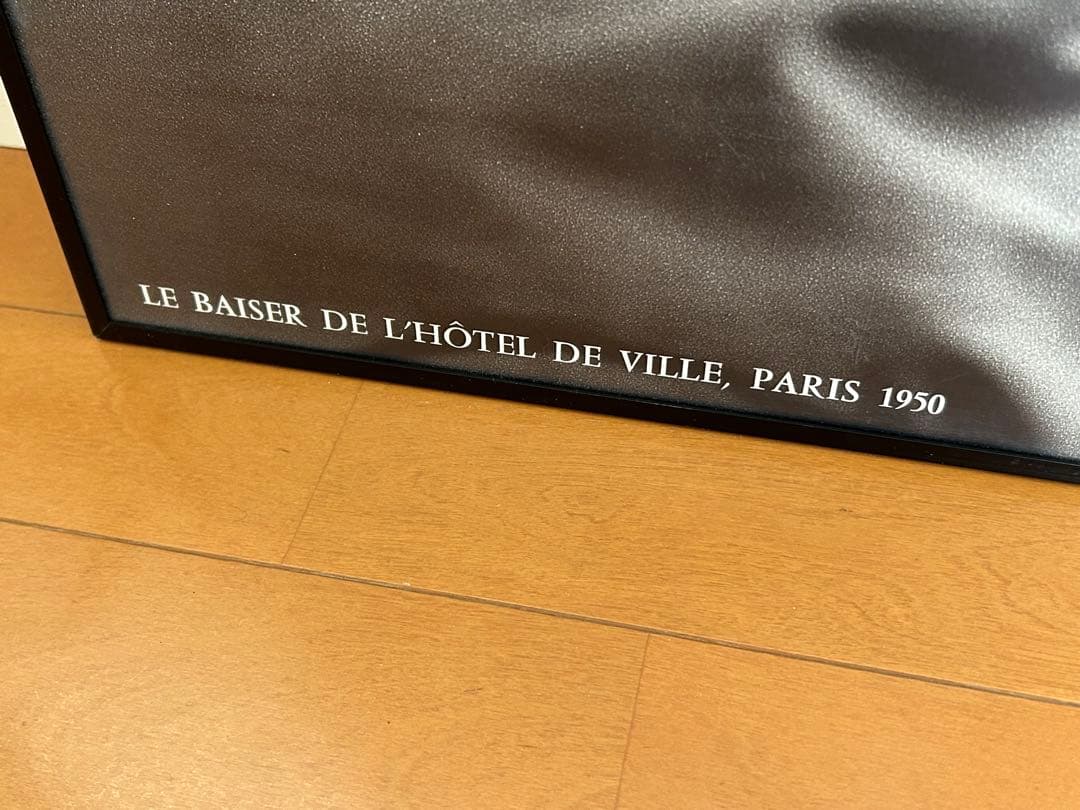 LE BAISER DE L'HÔTEL DE VILLE, PARIS 1950